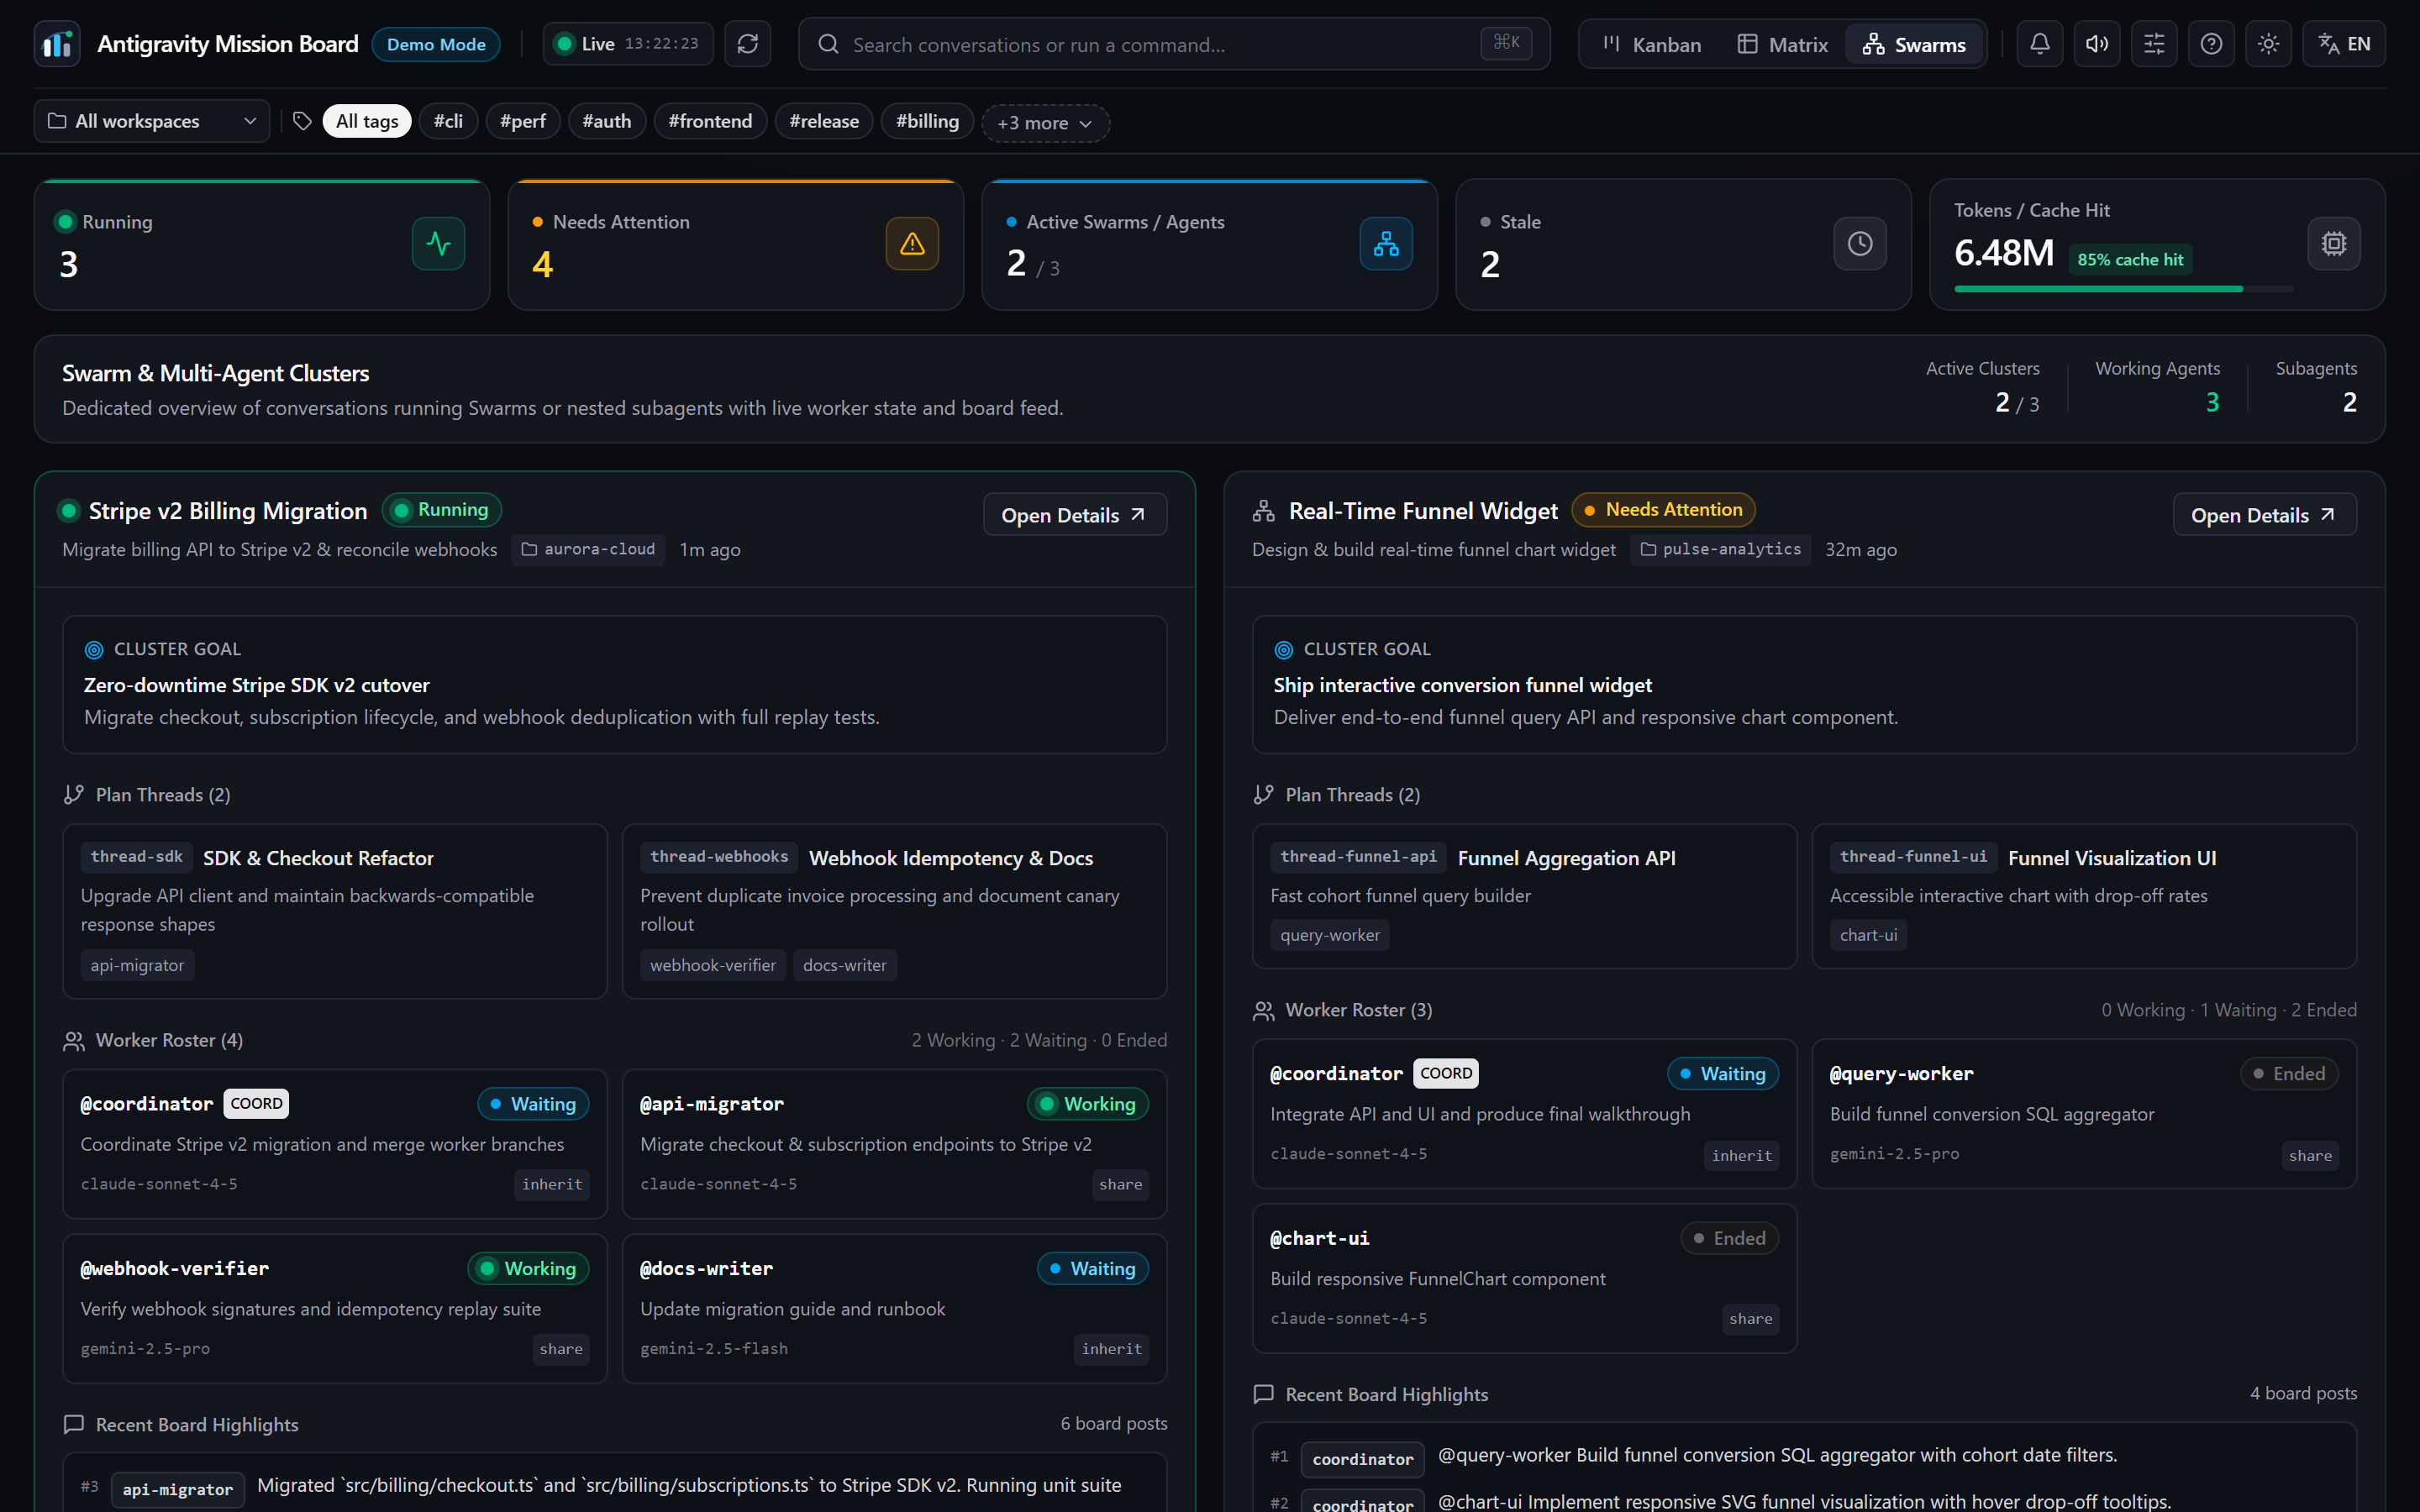 Antigravity Mission Board
Demo Mode
Live 13:22:23
Search conversations or run a command...
⌘K
Kanban
Matrix
Swarms
EN
All workspaces
All tags
#cli
#perf
#auth
#frontend
#release
#billing
+3 more
Running
3
Needs Attention
4
Active Swarms / Agents
2 / 3
Stale
2
Tokens / Cache Hit
6.48M 85% cache hit
Swarm & Multi-Agent Clusters
Dedicated overview of conversations running Swarms or nested subagents with live worker state and board feed.
Active Clusters
2 / 3
Working Agents
3
Subagents
2
Stripe v2 Billing Migration Running
Migrate billing API to Stripe v2 & reconcile webhooks aurora-cloud 1m ago
Open Details
CLUSTER GOAL
Zero-downtime Stripe SDK v2 cutover
Migrate checkout, subscription lifecycle, and webhook deduplication with full replay tests.
Plan Threads (2)
thread-sdk SDK & Checkout Refactor
Upgrade API client and maintain backwards-compatible
response shapes
api-migrator
thread-webhooks Webhook Idempotency & Docs
Prevent duplicate invoice processing and document canary
rollout
webhook-verifier docs-writer
Worker Roster (4)
2 Working · 2 Waiting · 0 Ended
@coordinator COORD Waiting
Coordinate Stripe v2 migration and merge worker branches
claude-sonnet-4-5 inherit
@api-migrator Working
Migrate checkout & subscription endpoints to Stripe v2
claude-sonnet-4-5 share
@webhook-verifier Working
Verify webhook signatures and idempotency replay suite
gemini-2.5-pro share
@docs-writer Waiting
Update migration guide and runbook
gemini-2.5-flash inherit
Recent Board Highlights
6 board posts
#3 api-migrator Migrated `src/billing/checkout.ts` and `src/billing/subscriptions.ts` to Stripe SDK v2. Running unit suite
Real-Time Funnel Widget Needs Attention
Design & build real-time funnel chart widget pulse-analytics 32m ago
Open Details
CLUSTER GOAL
Ship interactive conversion funnel widget
Deliver end-to-end funnel query API and responsive chart component.
Plan Threads (2)
thread-funnel-api Funnel Aggregation API
Fast cohort funnel query builder
query-worker
thread-funnel-ui Funnel Visualization UI
Accessible interactive chart with drop-off rates
chart-ui
Worker Roster (3)
0 Working · 1 Waiting · 2 Ended
@coordinator COORD Waiting
Integrate API and UI and produce final walkthrough
claude-sonnet-4-5 inherit
@query-worker Ended
Build funnel conversion SQL aggregator
gemini-2.5-pro share
@chart-ui Ended
Build responsive FunnelChart component
claude-sonnet-4-5 share
Recent Board Highlights
4 board posts
#1 coordinator @query-worker Build funnel conversion SQL aggregator with cohort date filters.
#2 coordinator @chart-ui Implement responsive SVG funnel visualization with hover drop-off tooltips.